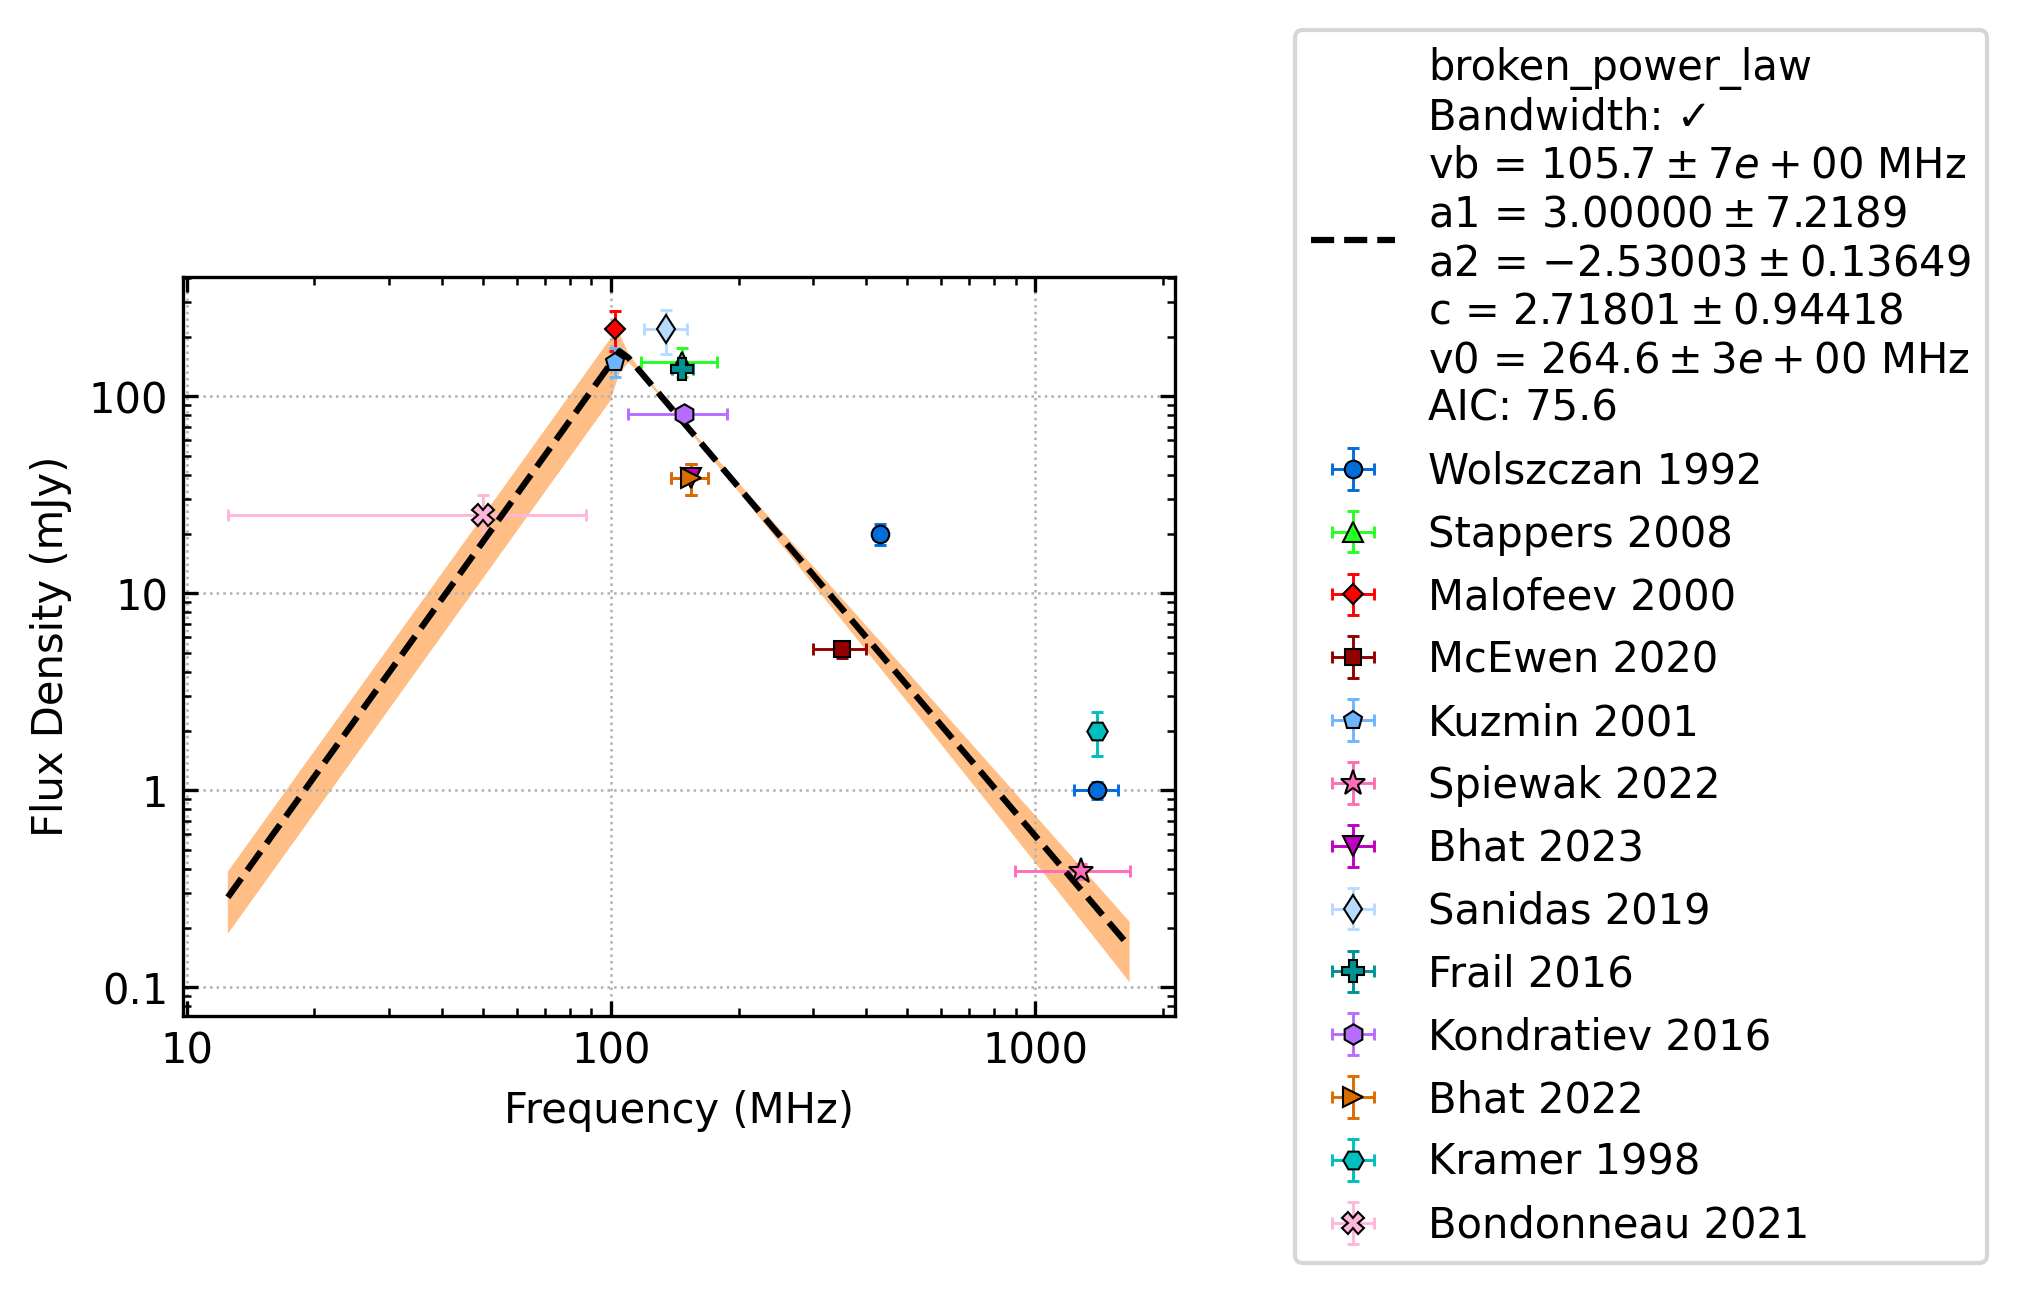 broken_power_law
Bandwidth: ✓
vb = 105.7 ± 7e + 00 MHz
a1 = 3.00000 ± 7.2189
a2 = −2.53003 ± 0.13649
c = 2.71801 ± 0.94418
v0 = 264.6 ± 3e + 00 MHz
AIC: 75.6
Wolszczan 1992
Stappers 2008
Malofeev 2000
McEwen 2020
Kuzmin 2001
Spiewak 2022
Bhat 2023
Sanidas 2019
Frail 2016
Kondratiev 2016
Bhat 2022
Kramer 1998
Bondonneau 2021
Flux Density (mJy)
100
10
1
0.1
10
100
1000
Frequency (MHz)